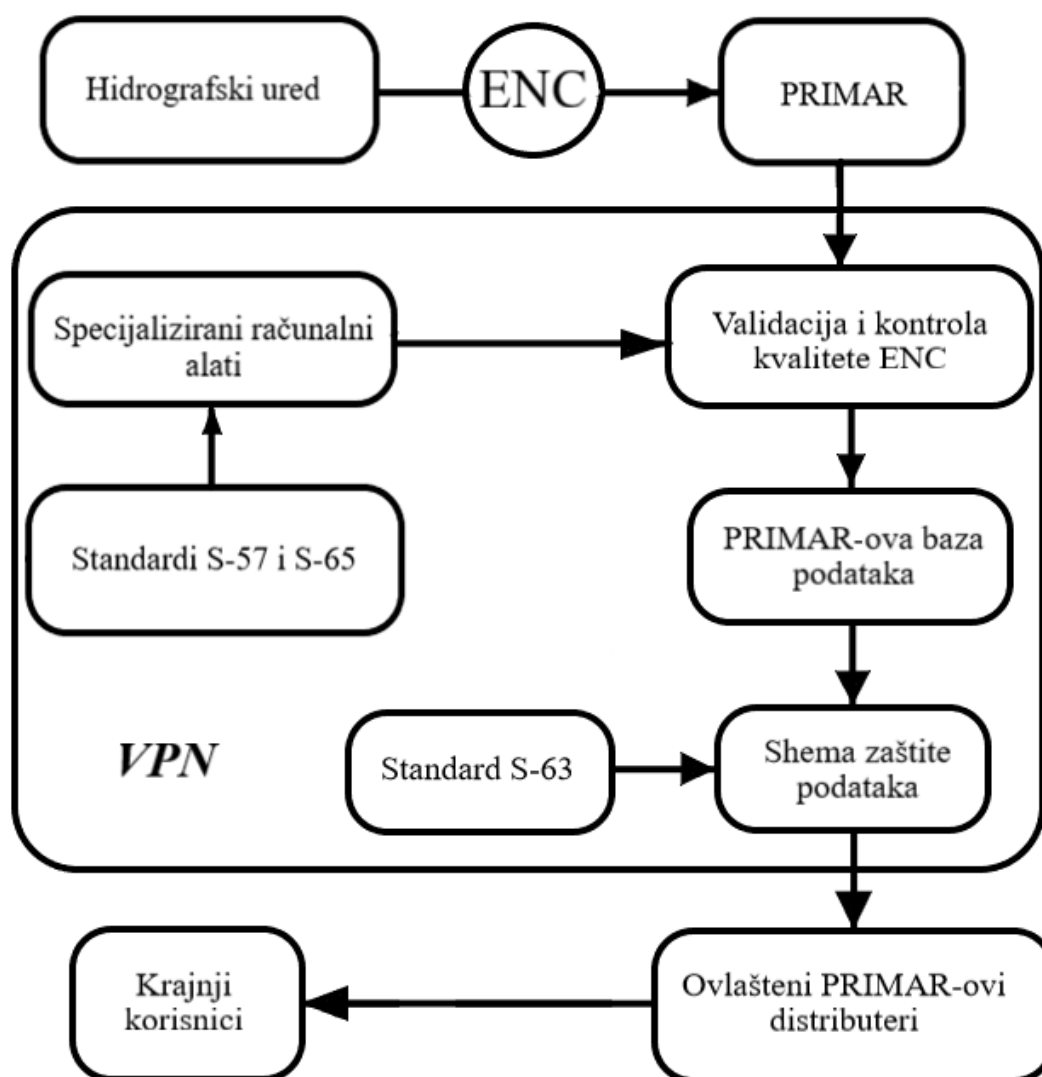 Hidrografski ured
ENC
PRIMAR
Specijalizirani računalni
alati
Validacija i kontrola
kvalitete ENC
Standardi S-57 i S-65
PRIMAR-ova baza
podataka
VPN
Standard S-63
Shema zaštite
podataka
Krajnji
korisnici
Ovlašteni PRIMAR-ovi
distributeri